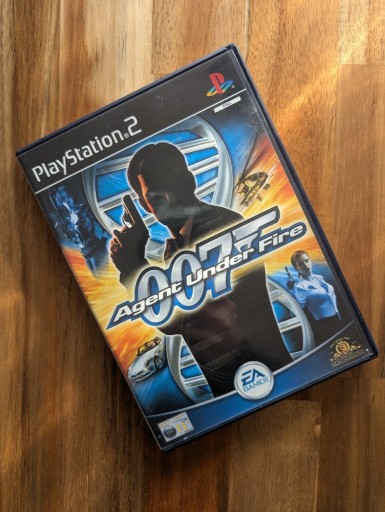 PlayStation®2
007
Agent Under Fire
EA
GAMES